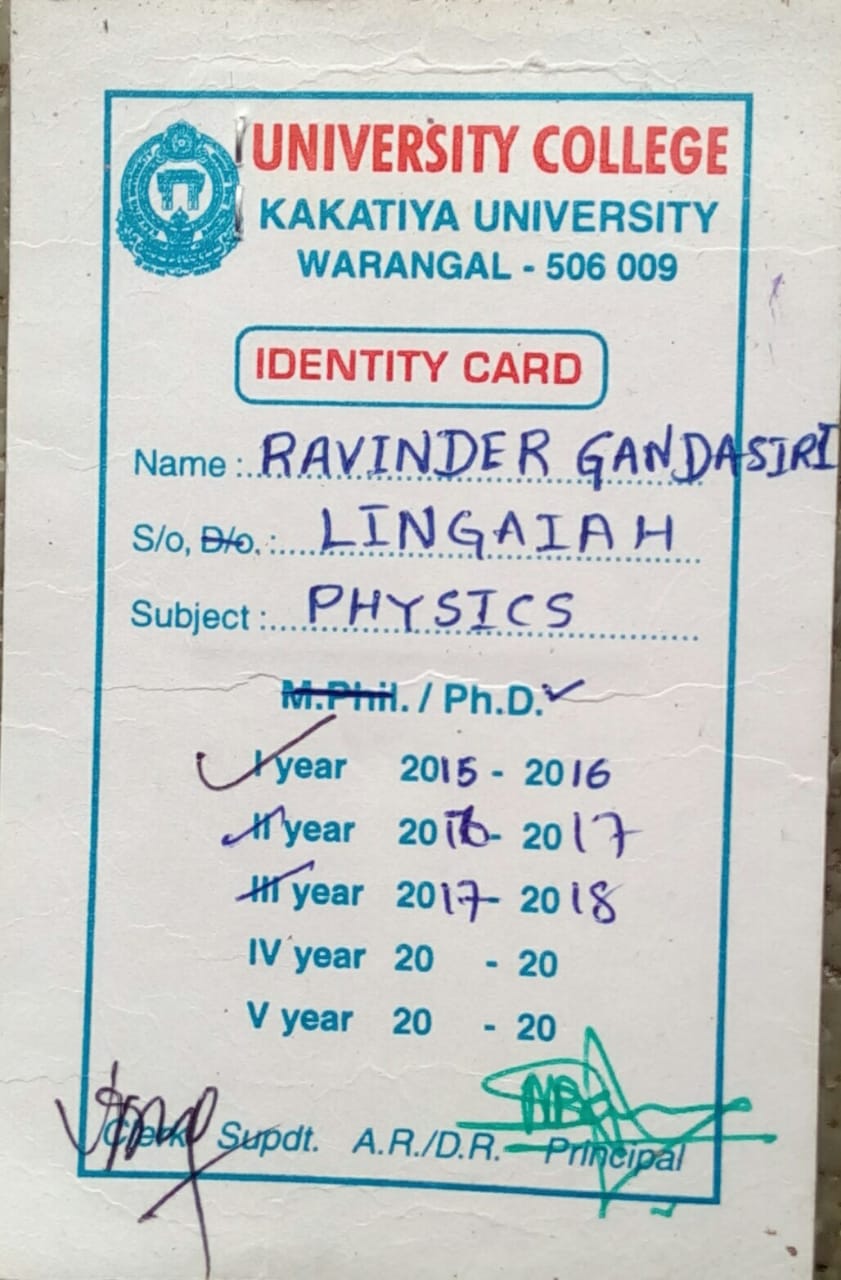 UNIVERSITY COLLEGE
KAKATIYA UNIVERSITY
WARANGAL - 506 009
IDENTITY CARD
Name : RAVINDER GANDASIRI
S/o, D/o. : LINGAIAH
Subject : PHYSICS
M.Phil. / Ph.D.
I year 2015 - 2016
II year 2016 - 2017
III year 2017 - 2018
IV year 20 - 20
V year 20 - 20
Clerk Supdt. A.R./D.R. Principal